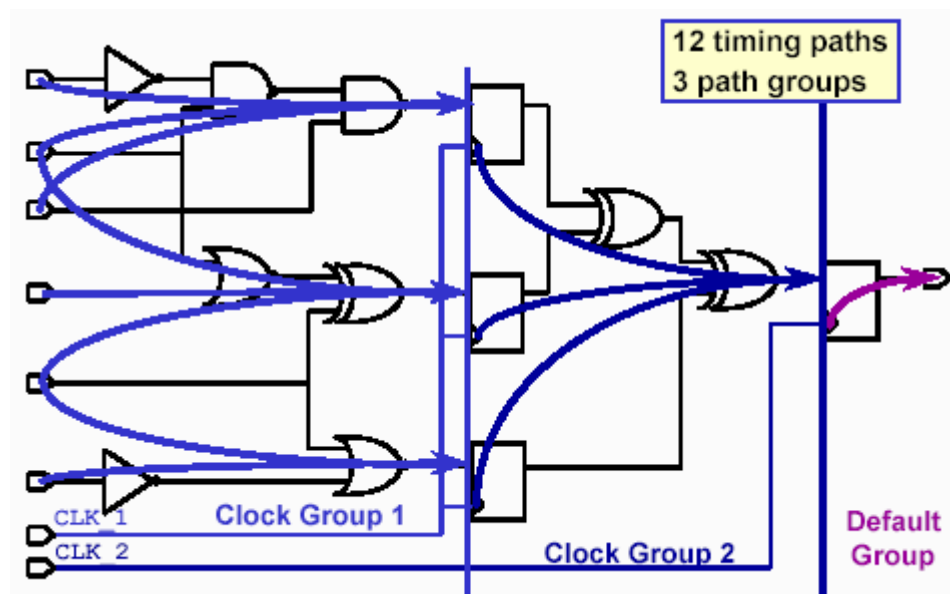 12 timing paths
3 path groups
CLK_1
Clock Group 1
CLK_2
Clock Group 2
Default
Group